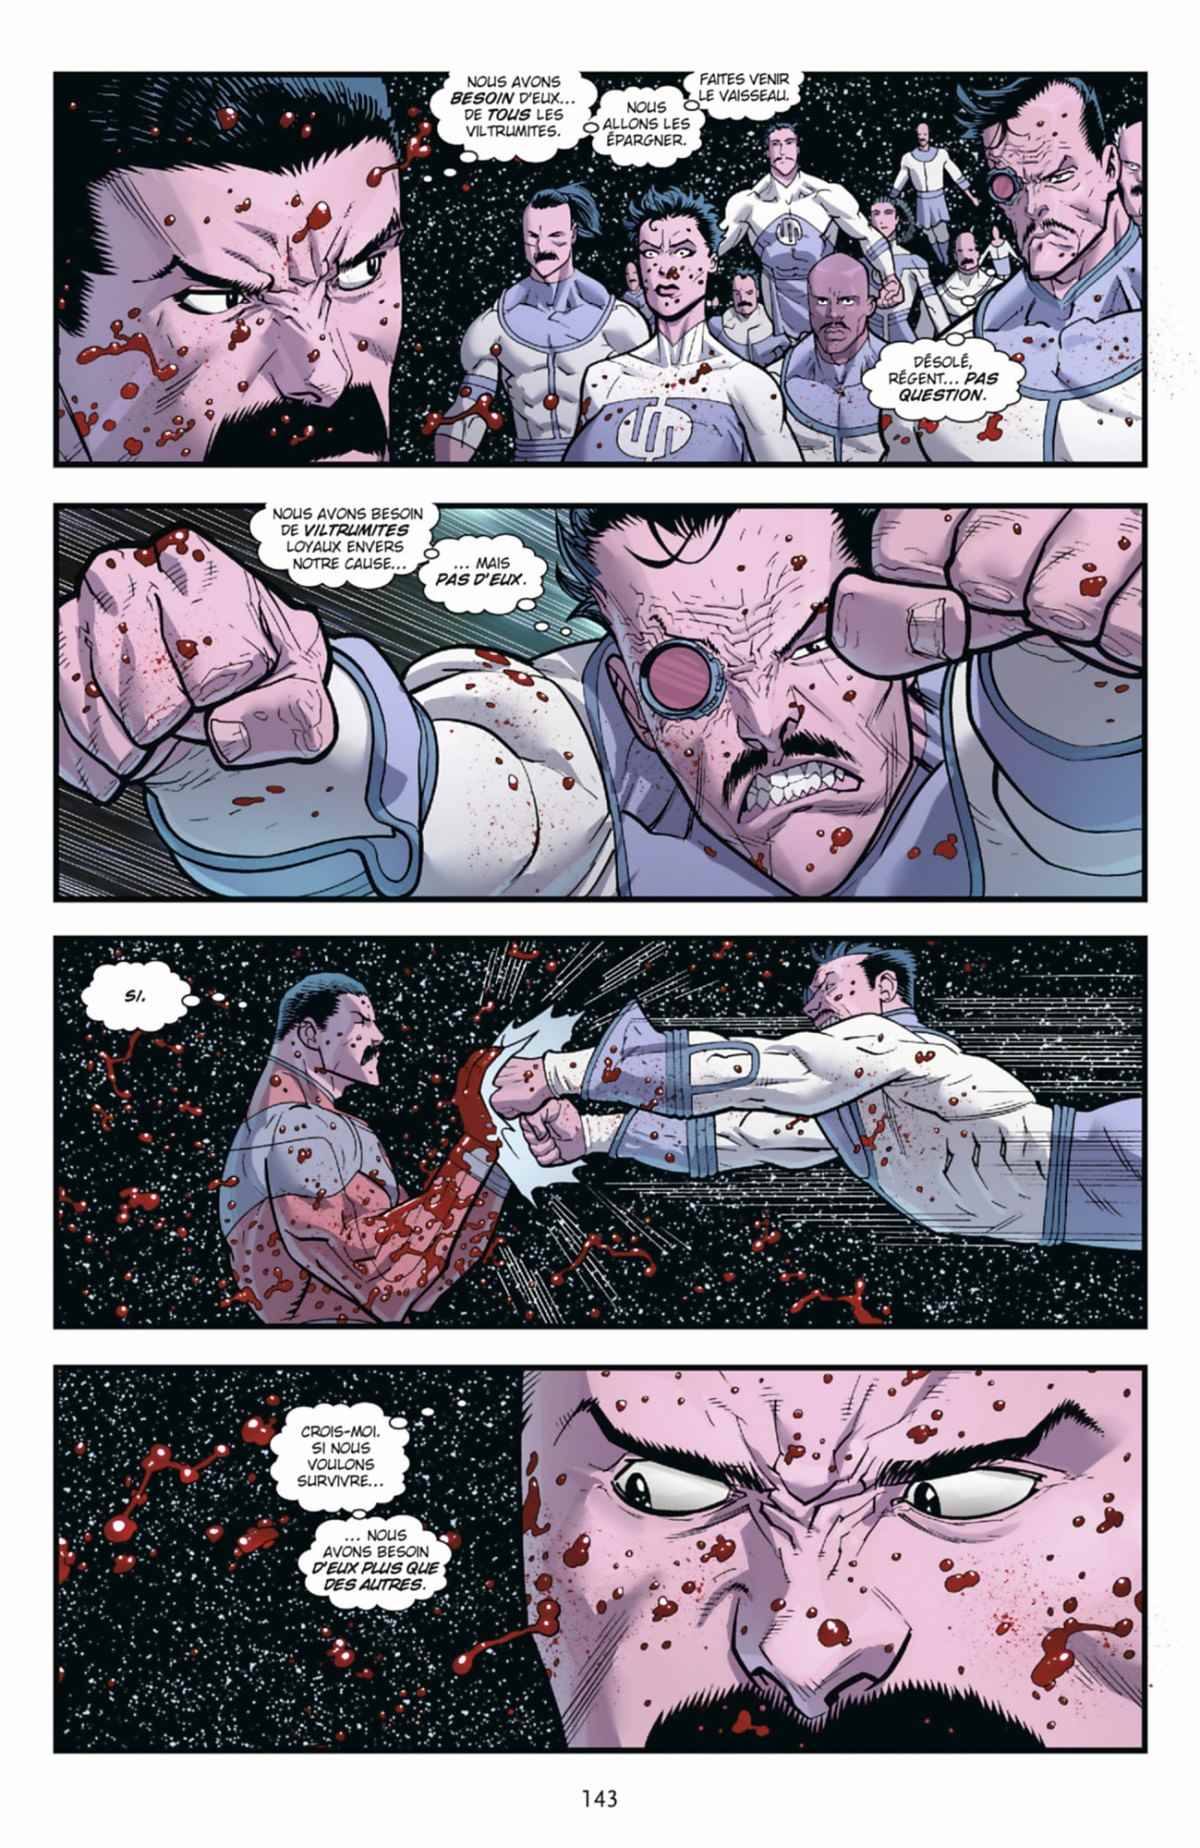 NOUS AVONS
BESOIN D'EUX...
DE TOUS LES
VILTRUMITES.
NOUS
ALLONS LES
ÉPARGNER.
FAITES VENIR
LE VAISSEAU.
DÉSOLÉ,
RÉGENT... PAS
QUESTION.
NOUS AVONS BESOIN
DE VILTRUMITES
LOYAUX ENVERS
NOTRE CAUSE...
... MAIS
PAS D'EUX.
SI.
CROIS-MOI.
SI NOUS
VOULONS
SURVIVRE...
... NOUS
AVONS BESOIN
D'EUX PLUS QUE
DES AUTRES.
143